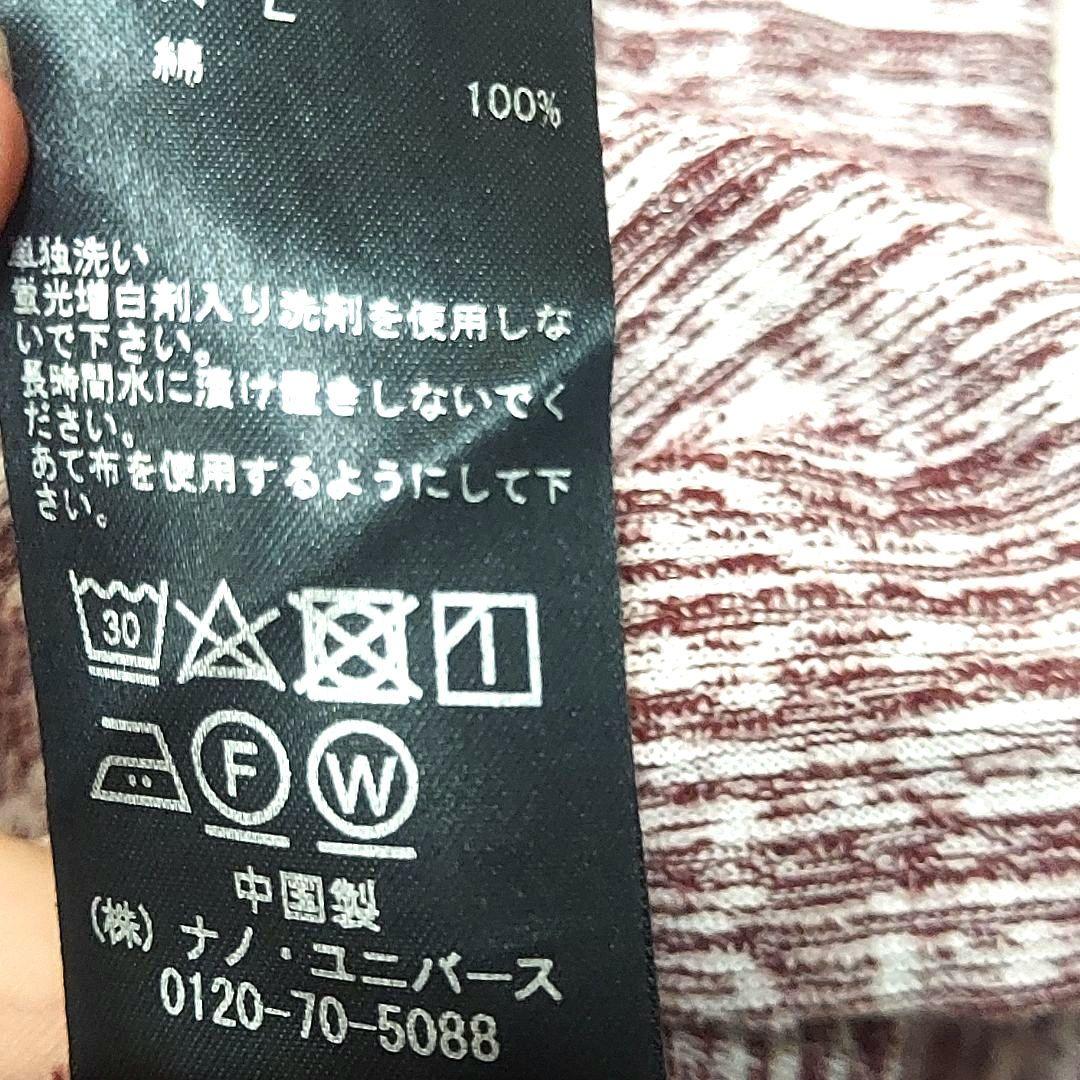 L
綿
100%
単独洗い
蛍光増白剤入り洗剤を使用しな
いで下さい。
長時間水に漬け置きしないでく
ださい。
あて布を使用するようにして下
さい。
30
F W
中国製
(株) ナノ・ユニバース
0120-70-5088